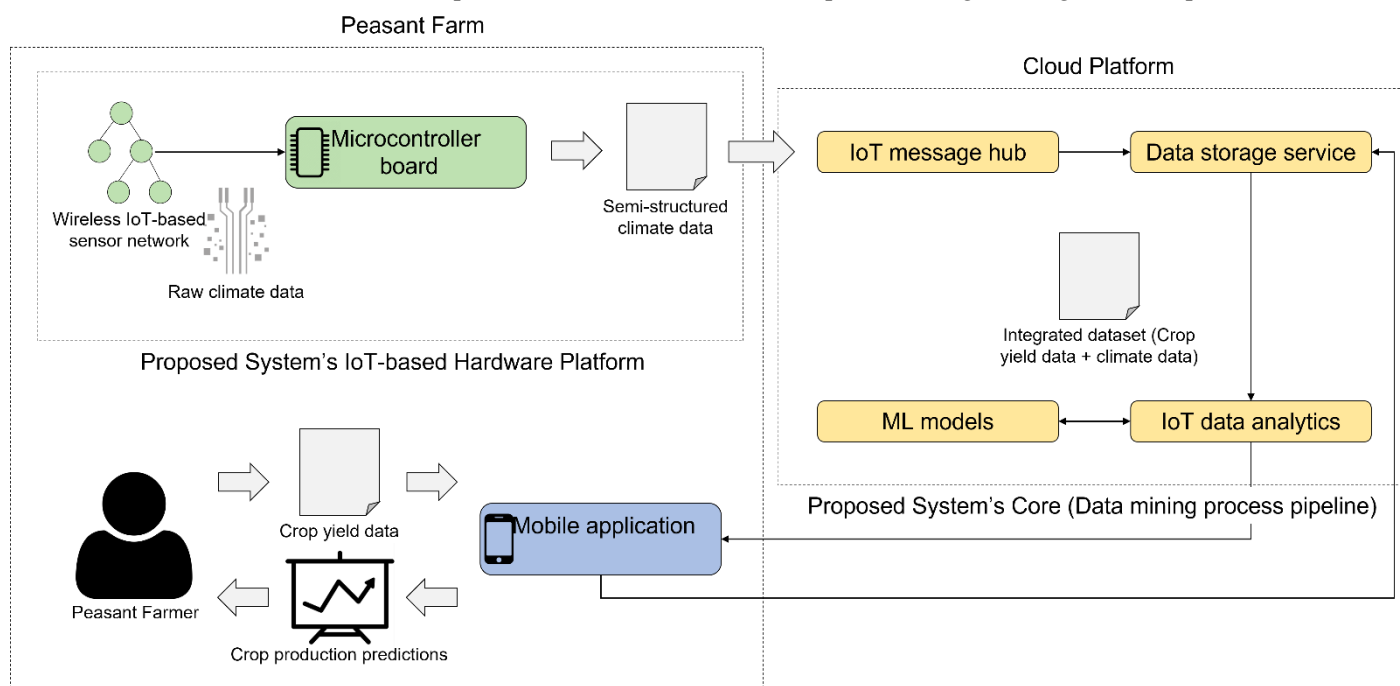 Peasant Farm
Cloud Platform
Microcontroller
board
Wireless IoT-based
sensor network
Raw climate data
Semi-structured
climate data
IoT message hub
Data storage service
Integrated dataset (Crop
yield data + climate data)
ML models
IoT data analytics
Proposed System's IoT-based Hardware Platform
Proposed System's Core (Data mining process pipeline)
Crop yield data
Mobile application
Peasant Farmer
Crop production predictions